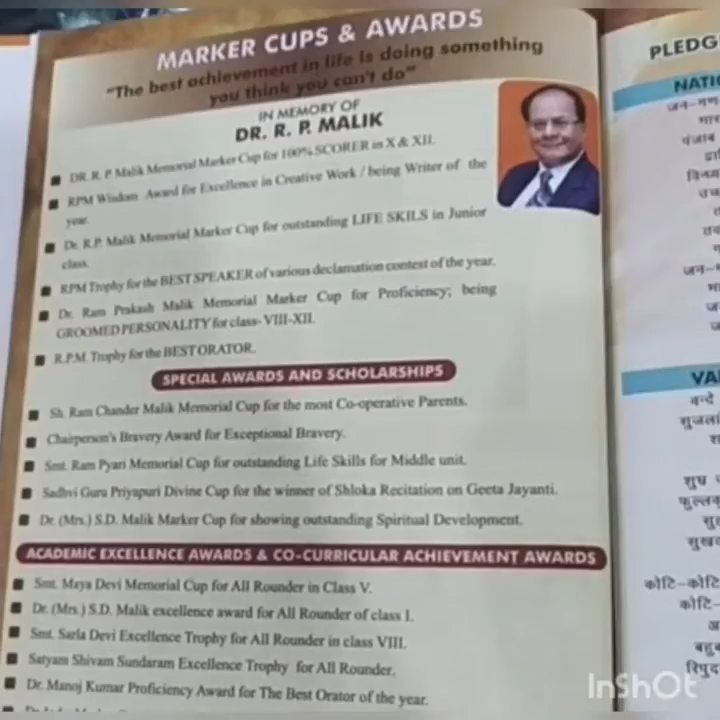 MARKER CUPS & AWARDS
"The best achievement in life is doing something
you think you can't do"
IN MEMORY OF
DR. R. P. MALIK
DR. R. P. Malik Memorial Marker Cup for 100% SCORER in X & XII.
RPM Wisdom Award for Excellence in Creative Work / being Writer of the
year.
Dr. R.P. Malik Memorial Marker Cup for outstanding LIFE SKILS in Junior
class.
RPM Trophy for the BEST SPEAKER of various declamation contest of the year.
Dr. Ram Prakash Malik Memorial Marker Cup for Proficiency; being
GROOMED PERSONALITY for class- VIII-XII.
R.P.M. Trophy for the BEST ORATOR.
SPECIAL AWARDS AND SCHOLARSHIPS
Sh. Ram Chander Malik Memorial Cup for the most Co-operative Parents.
Chairperson's Bravery Award for Exceptional Bravery.
Smt. Ram Pyari Memorial Cup for outstanding Life Skills for Middle unit.
Sadhvi Guru Priyapuri Divine Cup for the winner of Shloka Recitation on Geeta Jayanti.
Dr. (Mrs.) S.D. Malik Marker Cup for showing outstanding Spiritual Development.
ACADEMIC EXCELLENCE AWARDS & CO-CURRICULAR ACHIEVEMENT AWARDS
Smt. Maya Devi Memorial Cup for All Rounder in Class V.
Dr. (Mrs.) S.D. Malik excellence award for All Rounder of class I.
Smt. Sarla Devi Excellence Trophy for All Rounder in class VIII.
Satyam Shivam Sundaram Excellence Trophy for All Rounder.
Dr. Manoj Kumar Proficiency Award for The Best Orator of the year.
PLEDG
NATI
जन-गण
पंजाब
जन-
VA
वन्दे
सुजला
कोटि-कोटि
कोटि-
InShOt